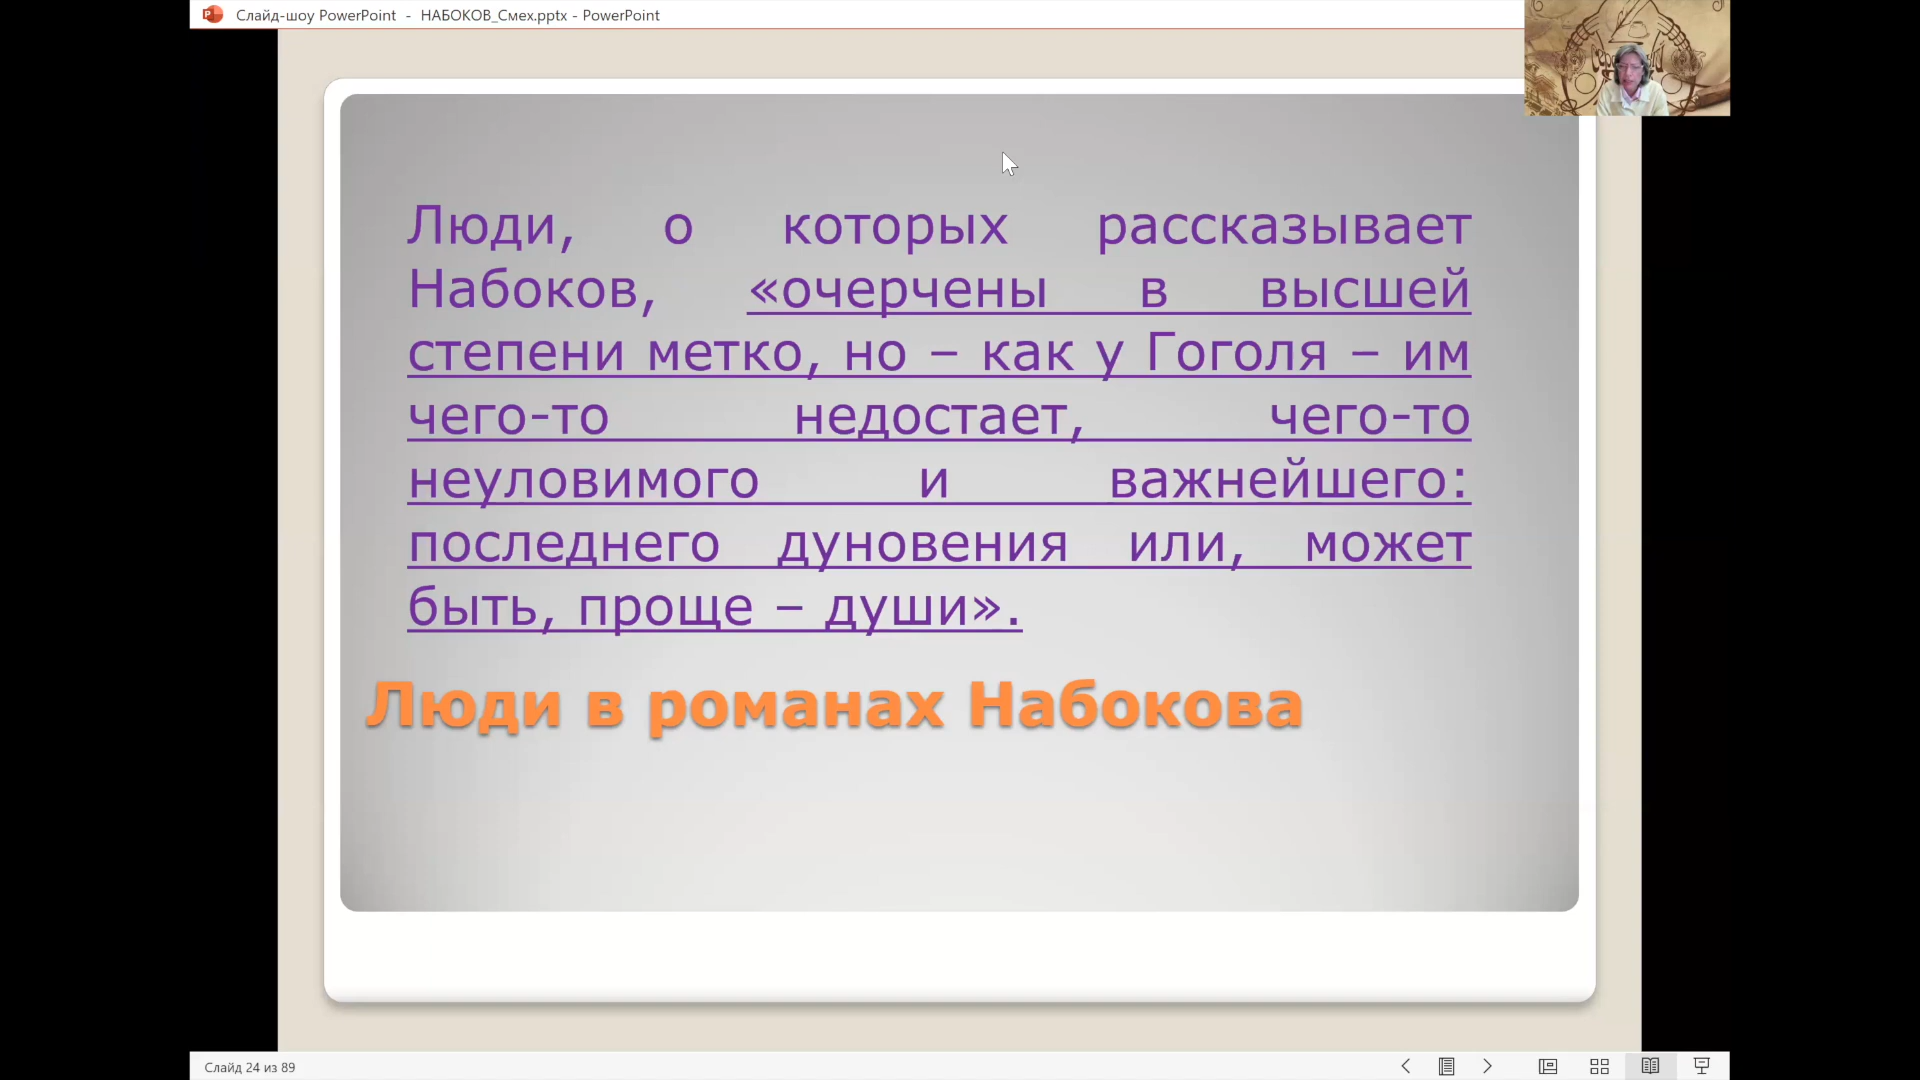 Слайд-шоу PowerPoint - НАБОКОВ_Смех.pptx - PowerPoint
Люди, о которых рассказывает
Набоков, «очерчены в высшей
степени метко, но – как у Гоголя – им
чего-то недостает, чего-то
неуловимого и важнейшего:
последнего дуновения или, может
быть, проще – души».
Люди в романах Набокова
Слайд 24 из 89